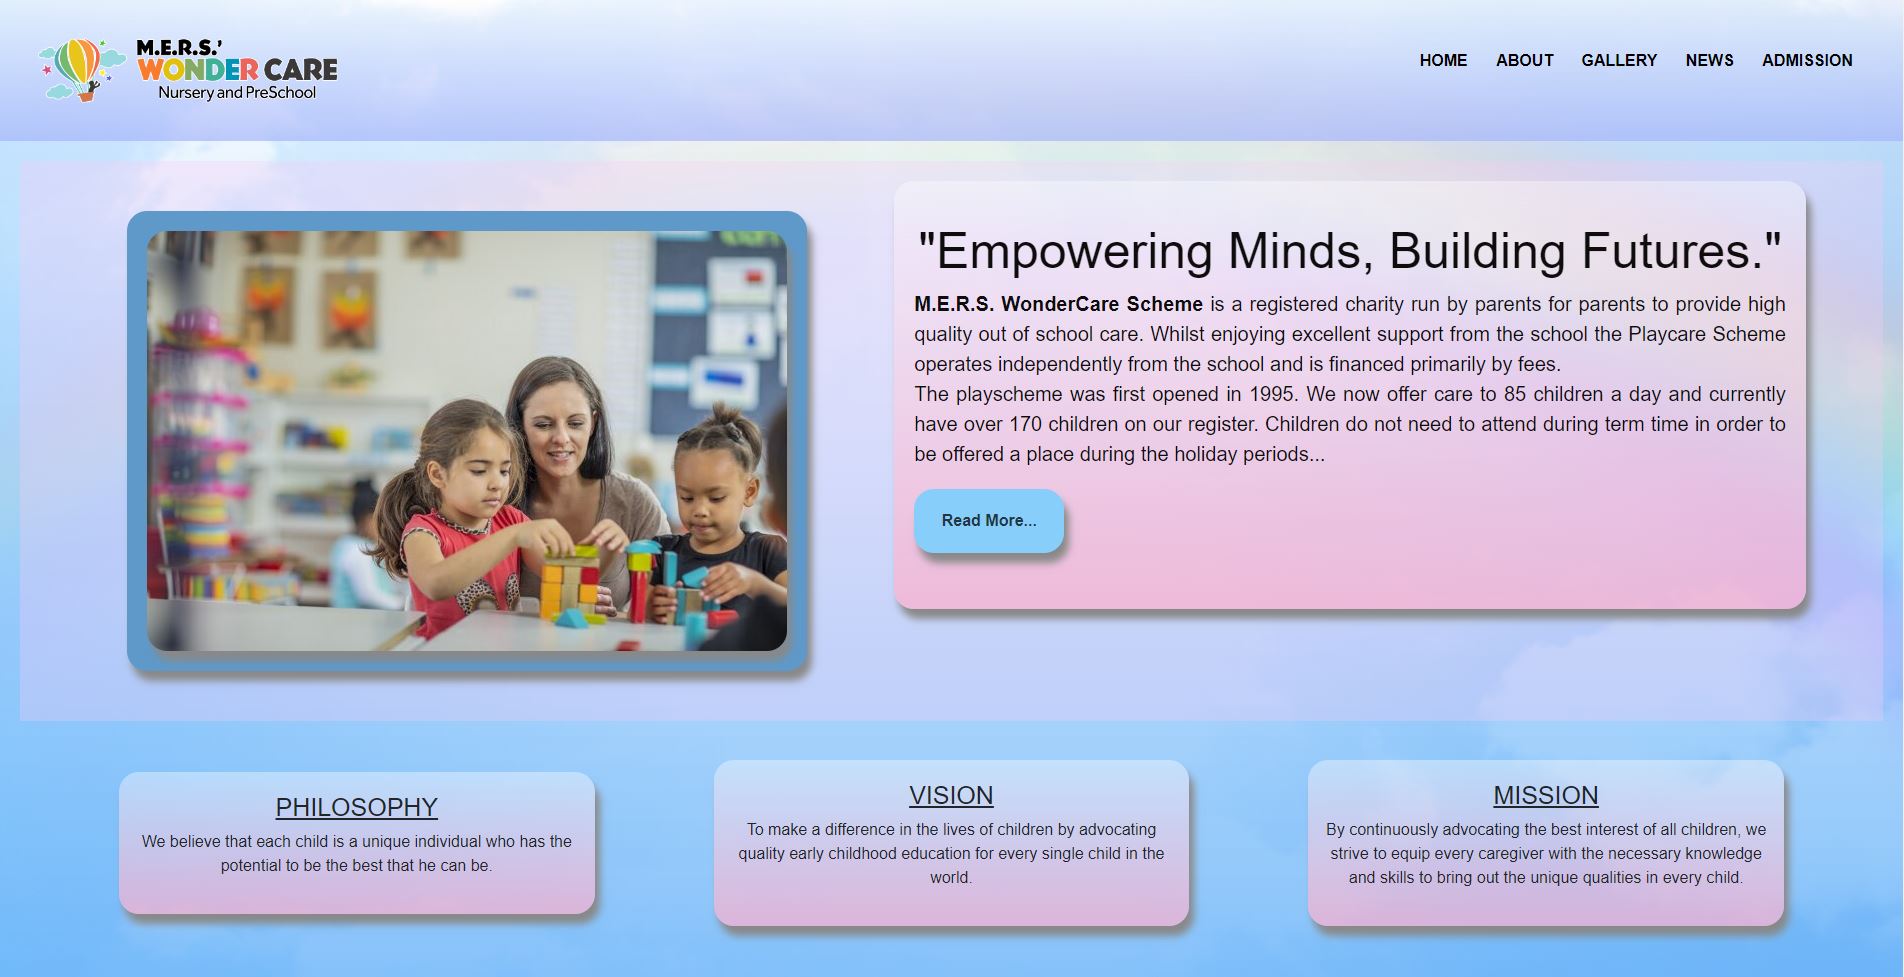 M.E.R.S.'
WONDER CARE
Nursery and PreSchool
HOME ABOUT GALLERY NEWS ADMISSION
"Empowering Minds, Building Futures."
M.E.R.S. WonderCare Scheme is a registered charity run by parents for parents to provide high
quality out of school care. Whilst enjoying excellent support from the school the Playcare Scheme
operates independently from the school and is financed primarily by fees.
The playscheme was first opened in 1995. We now offer care to 85 children a day and currently
have over 170 children on our register. Children do not need to attend during term time in order to
be offered a place during the holiday periods...
Read More...
PHILOSOPHY
We believe that each child is a unique individual who has the
potential to be the best that he can be.
VISION
To make a difference in the lives of children by advocating
quality early childhood education for every single child in the
world.
MISSION
By continuously advocating the best interest of all children, we
strive to equip every caregiver with the necessary knowledge
and skills to bring out the unique qualities in every child.